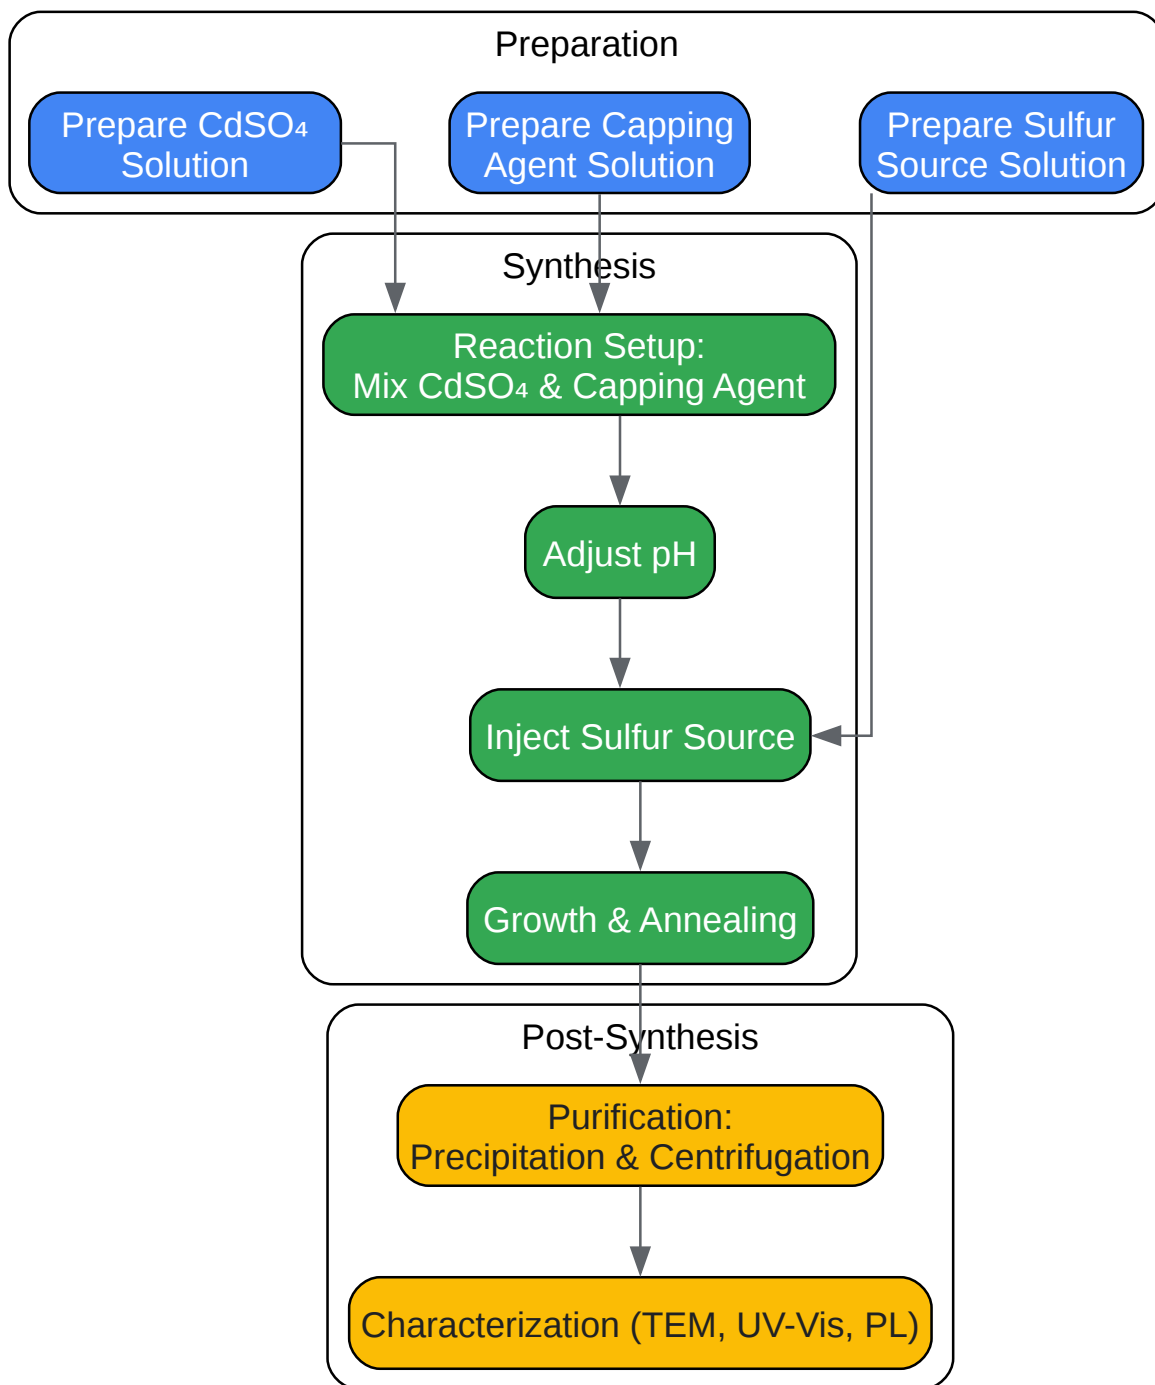 Preparation
Prepare CdSO₄
Solution
Prepare Capping
Agent Solution
Prepare Sulfur
Source Solution
Synthesis
Reaction Setup:
Mix CdSO₄ & Capping Agent
Adjust pH
Inject Sulfur Source
Growth & Annealing
Post-Synthesis
Purification:
Precipitation & Centrifugation
Characterization (TEM, UV-Vis, PL)